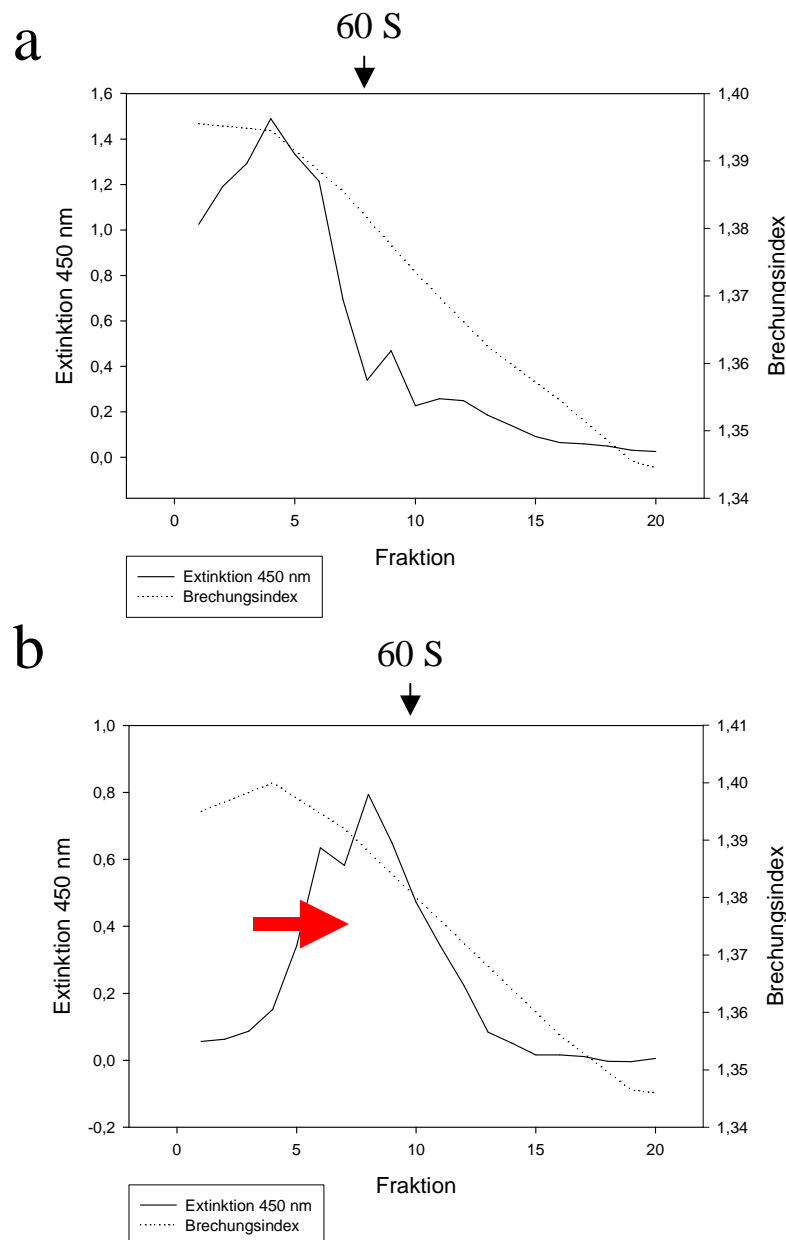 a
60 S
1,6
1,4
1,2
1,0
0,8
0,6
0,4
0,2
0,0
Extinktion 450 nm
1,40
1,39
1,38
1,37
1,36
1,35
1,34
Brechungsindex
0 5 10 15 20
Fraktion
Extinktion 450 nm
Brechungsindex
b
60 S
1,0
0,8
0,6
0,4
0,2
0,0
-0,2
Extinktion 450 nm
1,41
1,40
1,39
1,38
1,37
1,36
1,35
1,34
Brechungsindex
0 5 10 15 20
Fraktion
Extinktion 450 nm
Brechungsindex